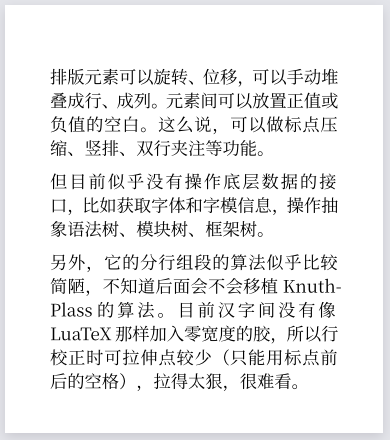 排版元素可以旋转、位移，可以手动堆
叠成行、成列。元素间可以放置正值或
负值的空白。这么说，可以做标点压
缩、竖排、双行夹注等功能。
但目前似乎没有操作底层数据的接
口，比如获取字体和字模信息，操作抽
象语法树、模块树、框架树。
另外，它的分行组段的算法似乎比较
简陋，不知道后面会不会移植 Knuth-
Plass 的算法。目前汉字间没有像
LuaTeX 那样加入零宽度的胶，所以行
校正时可拉伸点较少（只能用标点前
后的空格），拉得太狠，很难看。